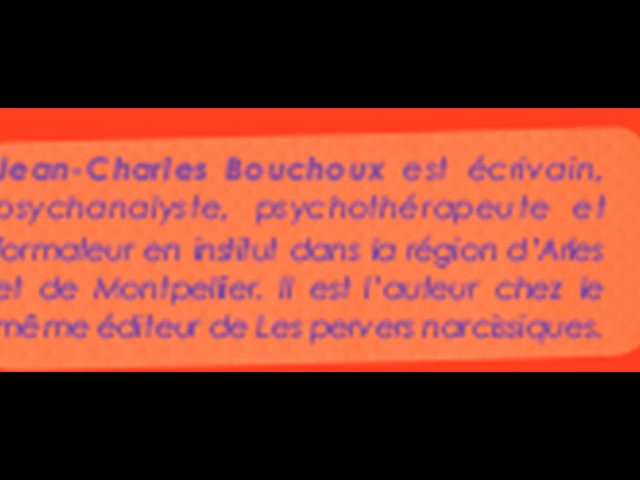 Jean-Charles Bouchoux est écrivain,
psychanalyste, psychothérapeute et
formateur en institut dans la région d'Arles
et de Montpellier. Il est l'auteur chez le
même éditeur de Les pervers narcissiques.